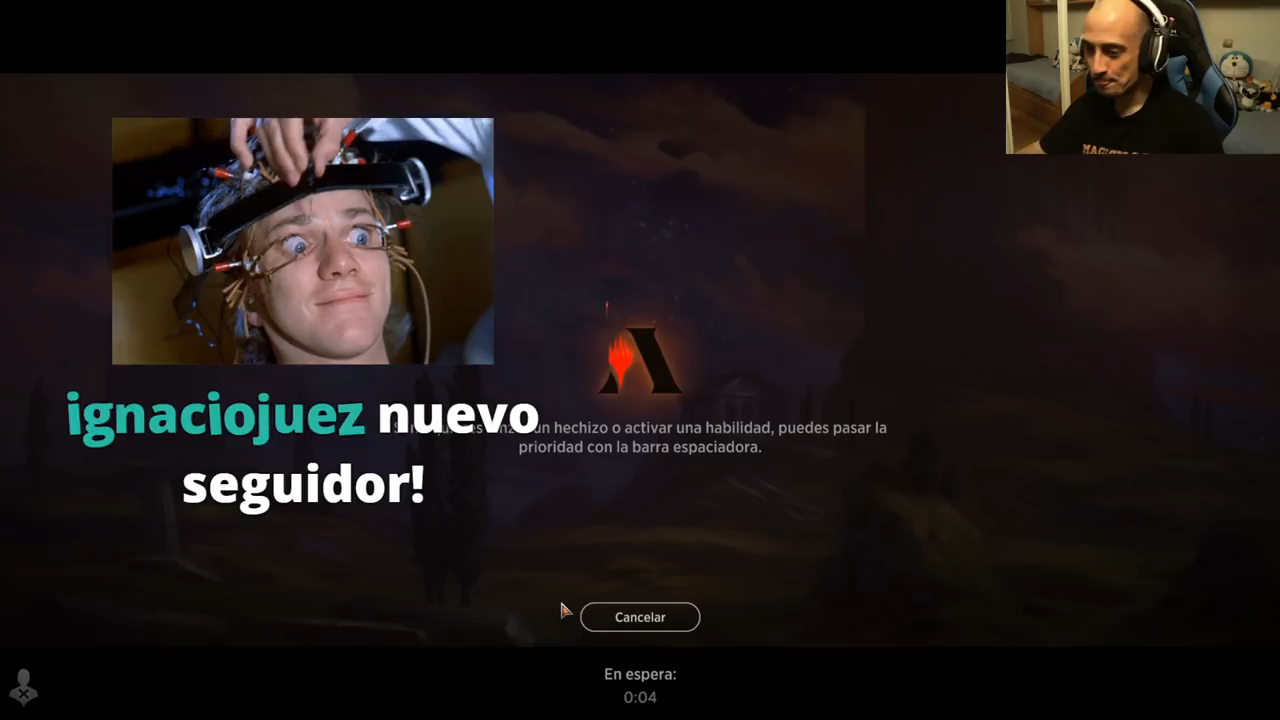 ignaciojuez nuevo
seguidor!
un hechizo o activar una habilidad, puedes pasar la
prioridad con la barra espaciadora.
Cancelar
En espera:
0:04